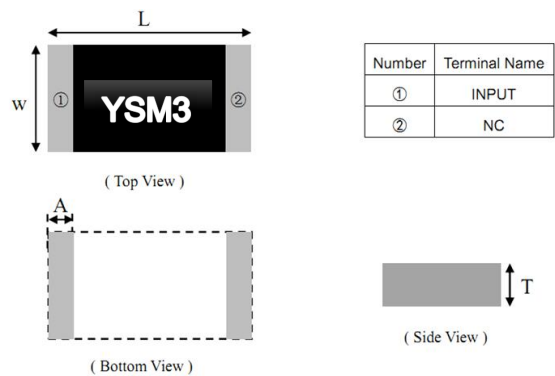 L
W
①
YSM3
②
( Top View )
Number Terminal Name
① INPUT
② NC
A
( Bottom View )
T
( Side View )